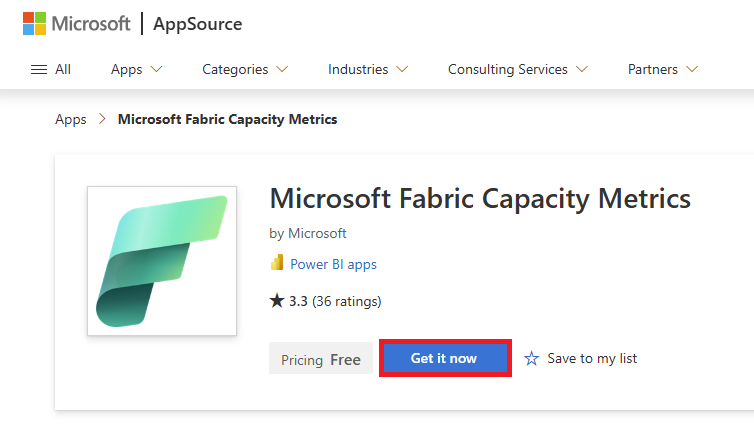 Microsoft | AppSource
All Apps Categories Industries Consulting Services Partners
Apps > Microsoft Fabric Capacity Metrics
Microsoft Fabric Capacity Metrics
by Microsoft
Power BI apps
★ 3.3 (36 ratings)
Pricing Free Get it now ☆ Save to my list